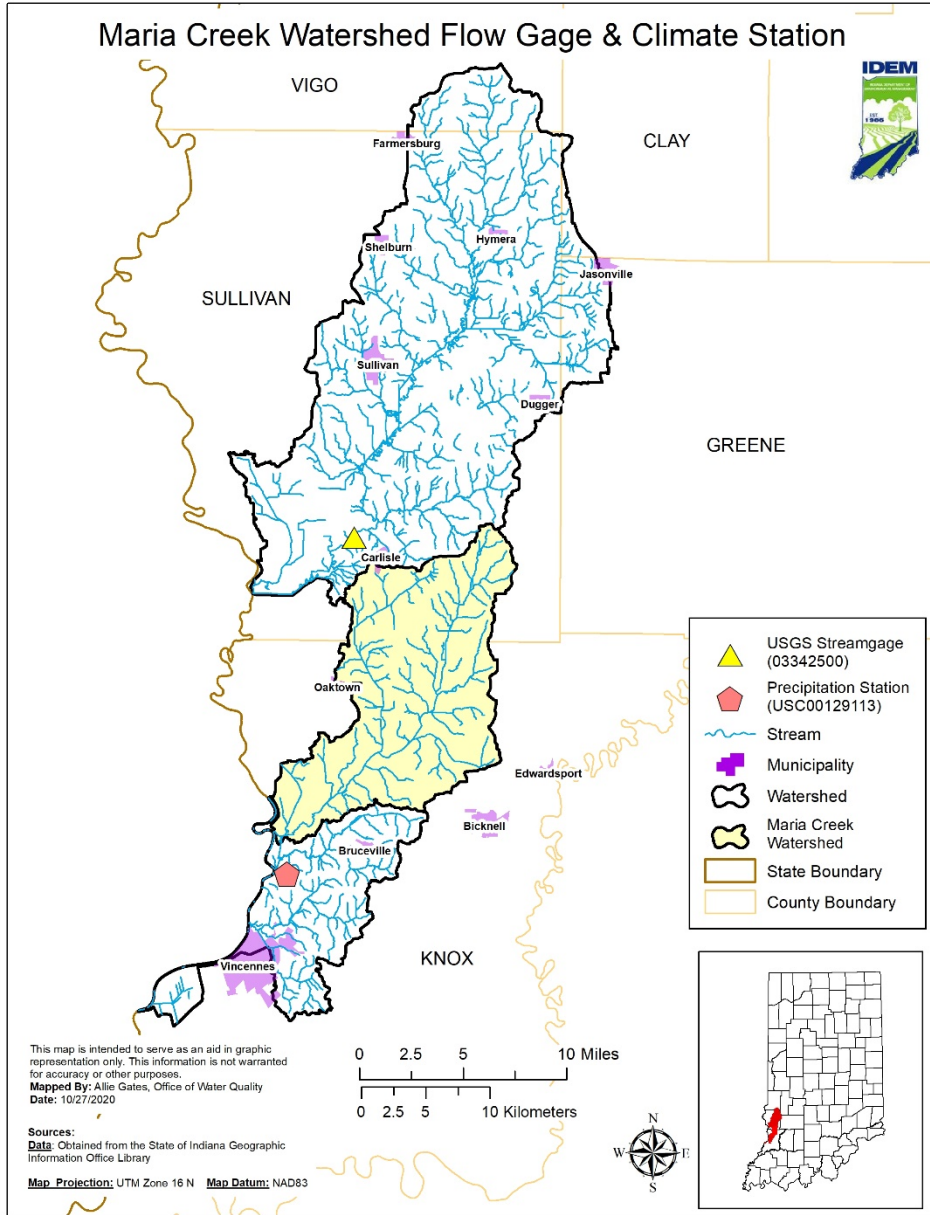 Maria Creek Watershed Flow Gage & Climate Station
IDEM
EST.
1986
VIGO
CLAY
Farmersburg
Shelburn
Hymera
Jasonville
SULLIVAN
Sullivan
Dugger
GREENE
Carlisle
Oaktown
Edwardsport
Bicknell
Bruceville
KNOX
Vincennes
USGS Streamgage
(03342500)
Precipitation Station
(USC00129113)
Stream
Municipality
Watershed
Maria Creek
Watershed
State Boundary
County Boundary
This map is intended to serve as an aid in graphic
representation only. This information is not warranted
for accuracy or other purposes.
Mapped By: Allie Gates, Office of Water Quality
Date: 10/27/2020
Sources:
Data: Obtained from the State of Indiana Geographic
Information Office Library
Map Projection: UTM Zone 16 N Map Datum: NAD83
0 2.5 5 10 Miles
0 2.5 5 10 Kilometers
N
W E
S